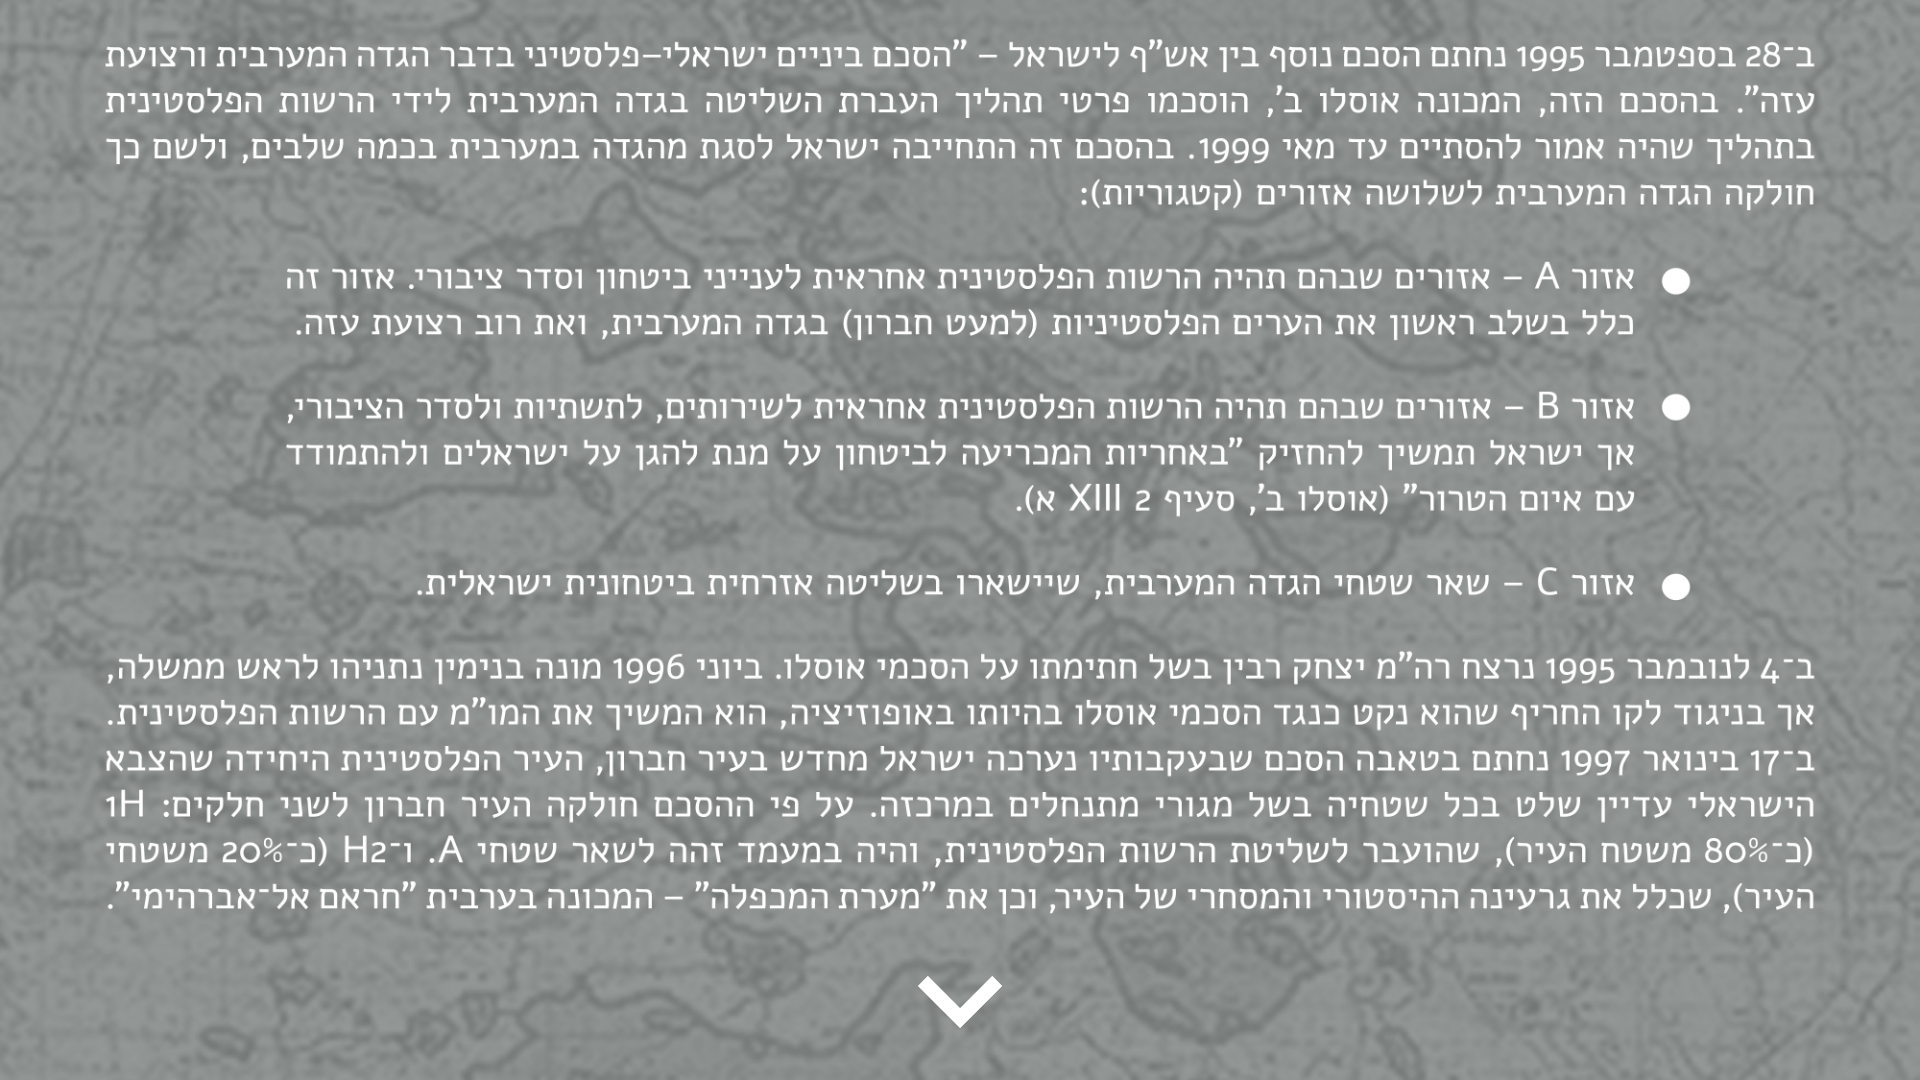 ב־28 בספטמבר 1995 נחתם הסכם נוסף בין אש"ף לישראל – "הסכם ביניים ישראלי–פלסטיני בדבר הגדה המערבית ורצועת
עזה". בהסכם הזה, המכונה אוסלו ב', הוסכמו פרטי תהליך העברת השליטה בגדה המערבית לידי הרשות הפלסטינית
בתהליך שהיה אמור להסתיים עד מאי 1999. בהסכם זה התחייבה ישראל לסגת מהגדה במערבית בכמה שלבים, ולשם כך
חולקה הגדה המערבית לשלושה אזורים (קטגוריות):
● אזור A – אזורים שבהם תהיה הרשות הפלסטינית אחראית לענייני ביטחון וסדר ציבורי. אזור זה
כלל בשלב ראשון את הערים הפלסטיניות (למעט חברון) בגדה המערבית, ואת רוב רצועת עזה.
● אזור B – אזורים שבהם תהיה הרשות הפלסטינית אחראית לשירותים, לתשתיות ולסדר הציבורי,
אך ישראל תמשיך להחזיק "באחריות המכריעה לביטחון על מנת להגן על ישראלים ולהתמודד
עם איום הטרור" (אוסלו ב', סעיף 2 XIII א).
● אזור C – שאר שטחי הגדה המערבית, שיישארו בשליטה אזרחית ביטחונית ישראלית.
ב־4 לנובמבר 1995 נרצח רה"מ יצחק רבין בשל חתימתו על הסכמי אוסלו. ביוני 1996 מונה בנימין נתניהו לראש ממשלה,
אך בניגוד לקו החריף שהוא נקט כנגד הסכמי אוסלו בהיותו באופוזיציה, הוא המשיך את המו"מ עם הרשות הפלסטינית.
ב־17 בינואר 1997 נחתם בטאבה הסכם שבעקבותיו נערכה ישראל מחדש בעיר חברון, העיר הפלסטינית היחידה שהצבא
הישראלי עדיין שלט בכל שטחיה בשל מגורי מתנחלים במרכזה. על פי ההסכם חולקה העיר חברון לשני חלקים: 1H
(כ־80% משטח העיר), שהועבר לשליטת הרשות הפלסטינית, והיה במעמד זהה לשאר שטחי A. ו־H2 (כ־20% משטחי
העיר), שכלל את גרעינה ההיסטורי והמסחרי של העיר, וכן את "מערת המכפלה" – המכונה בערבית "חראם אל־אברהימי".